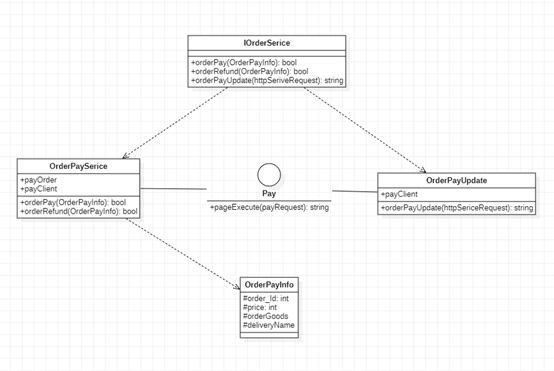 IOrderSerice
+orderPay(OrderPayInfo): bool
+orderRefund(OrderPayInfo): bool
+orderPayUpdate(httpSeriveRequest): string
OrderPaySerice
+payOrder
+payClient
+orderPay(OrderPayInfo): bool
+orderRefund(OrderPayInfo): bool
Pay
+pageExecute(payRequest): string
OrderPayUpdate
+payClient
+orderPayUpdate(httpSericeRequest): string
OrderPayInfo
#order_Id: int
#price: int
#orderGoods
#deliveryName